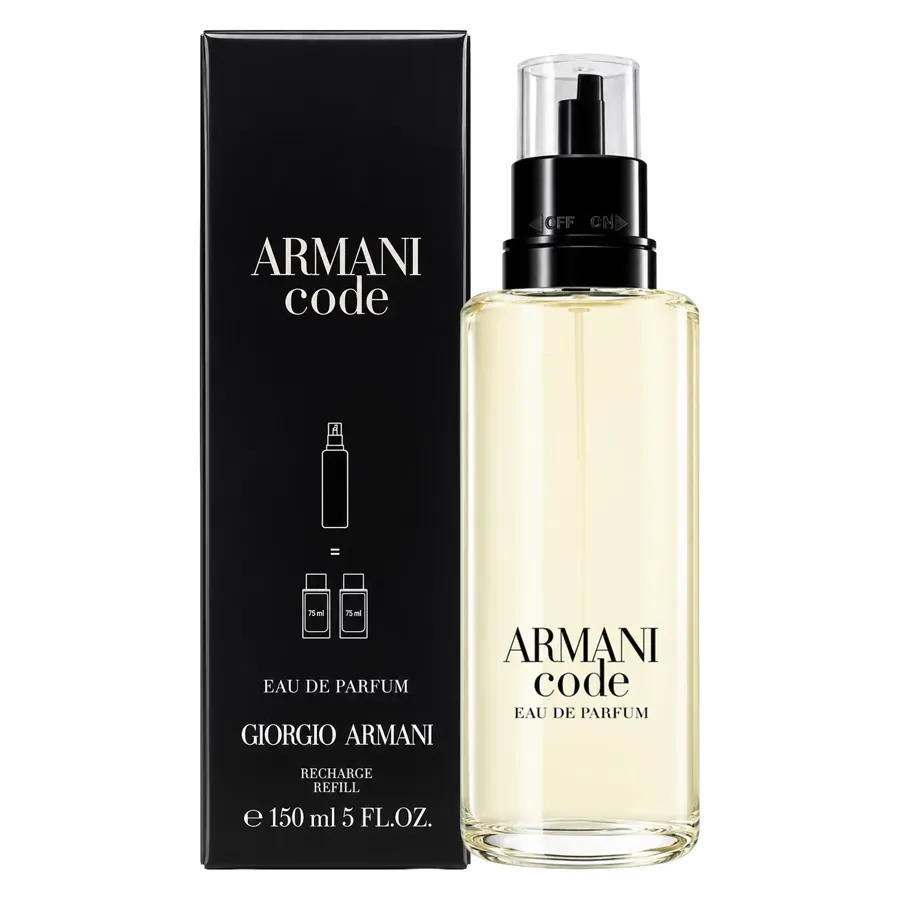 ARMANI
code
=
75 ml 75 ml
EAU DE PARFUM
GIORGIO ARMANI
RECHARGE
REFILL
℮ 150 ml 5 FL.OZ.
OFF ON
ARMANI
code
EAU DE PARFUM